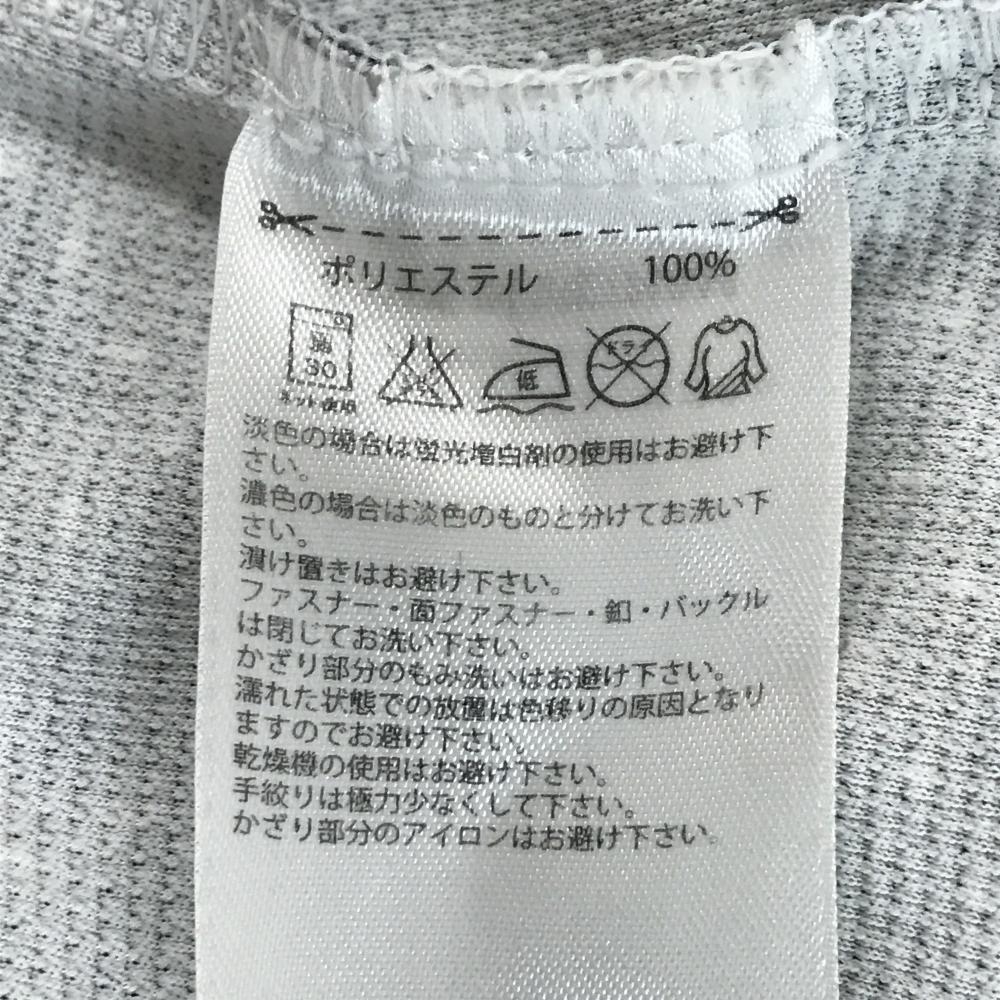 ポリエステル 100%
30 低 ドライ
ネット使用
淡色の場合は蛍光増白剤の使用はお避け下
さい。
濃色の場合は淡色のものと分けてお洗い下
さい。
漬け置きはお避け下さい。
ファスナー・面ファスナー・釦・バックル
は閉じてお洗い下さい。
かざり部分のもみ洗いはお避け下さい。
濡れた状態での放置は色移りの原因となり
ますのでお避け下さい。
乾燥機の使用はお避け下さい。
手絞りは極力少なくして下さい。
かざり部分のアイロンはお避け下さい。